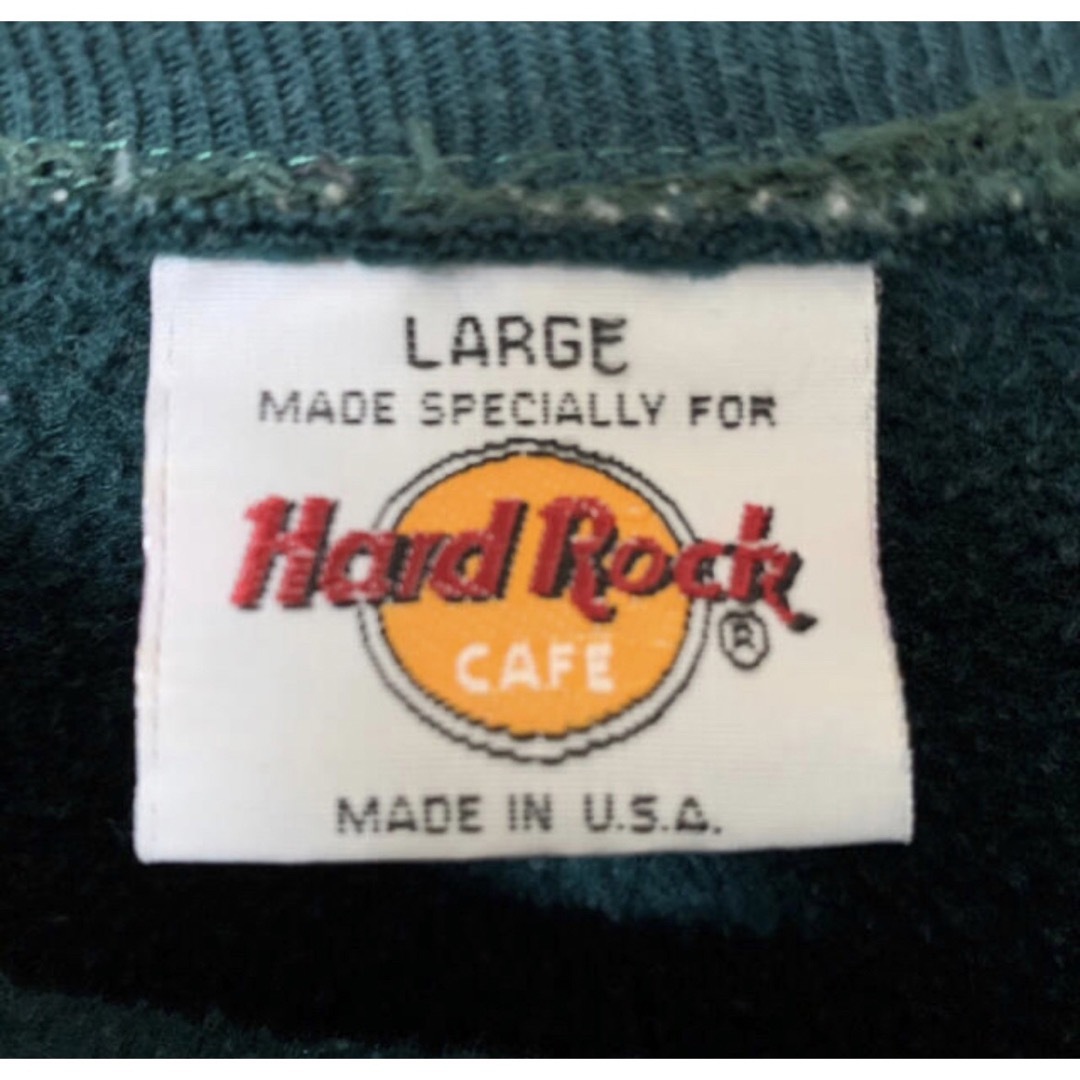 LARGE
MADE SPECIALLY FOR
Hard Rock
CAFE ®
MADE IN U.S.A.